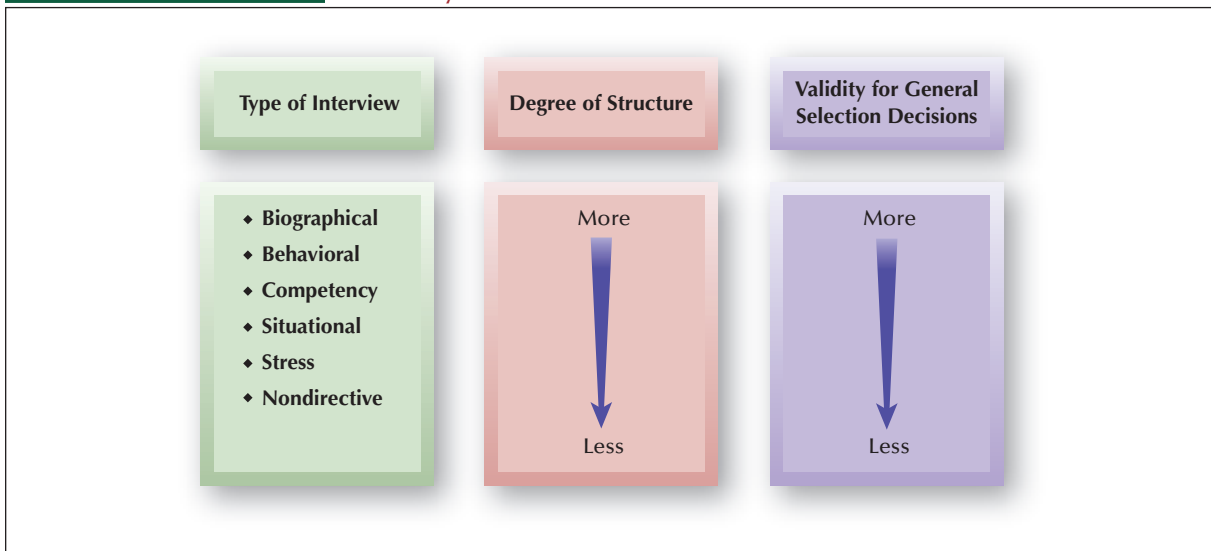 Type of Interview
Degree of Structure
Validity for General
Selection Decisions
◆ Biographical
◆ Behavioral
◆ Competency
◆ Situational
◆ Stress
◆ Nondirective
More
Less
More
Less